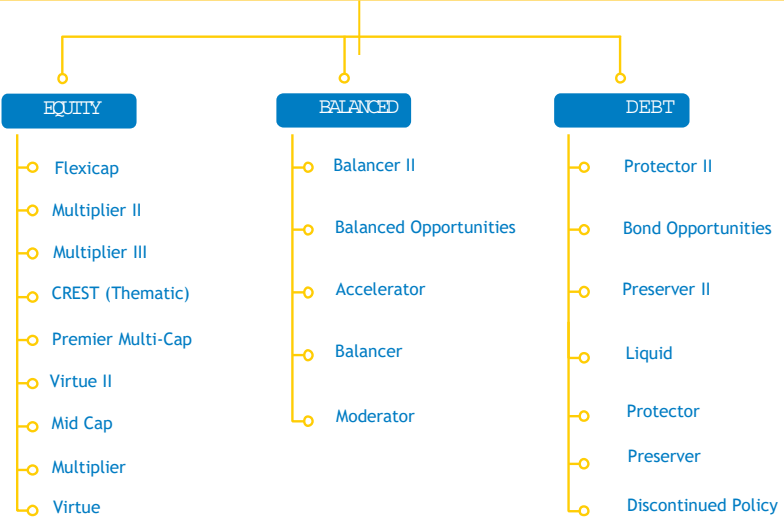 EQUITY
Flexicap
Multiplier II
Multiplier III
CREST (Thematic)
Premier Multi-Cap
Virtue II
Mid Cap
Multiplier
Virtue
BALANCED
Balancer II
Balanced Opportunities
Accelerator
Balancer
Moderator
DEBT
Protector II
Bond Opportunities
Preserver II
Liquid
Protector
Preserver
Discontinued Policy